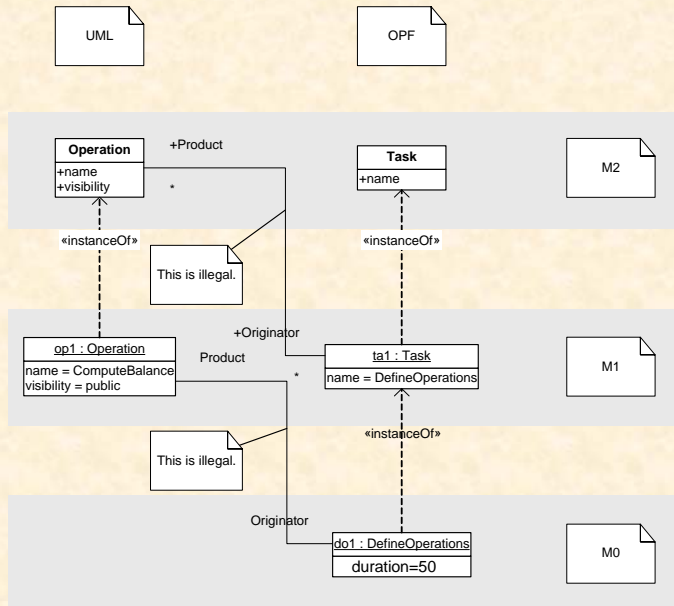 UML
OPF
Operation
+name
+visibility
+Product
*
Task
+name
M2
«instanceOf»
«instanceOf»
This is illegal.
+Originator
op1 : Operation
name = ComputeBalance
visibility = public
Product
*
ta1 : Task
name = DefineOperations
M1
«instanceOf»
This is illegal.
Originator
do1 : DefineOperations
duration=50
M0